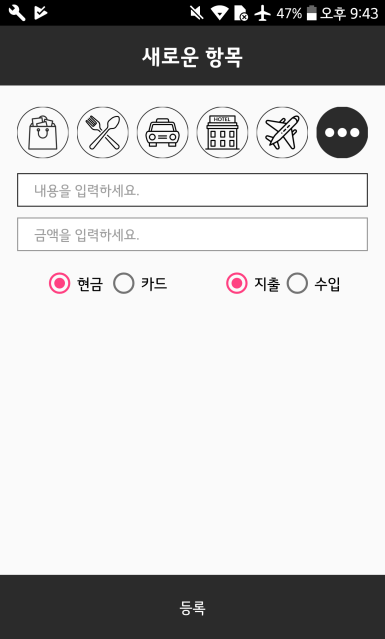 47% 오후 9:43
새로운 항목
HOTEL
내용을 입력하세요.
금액을 입력하세요.
현금 카드 지출 수입
등록